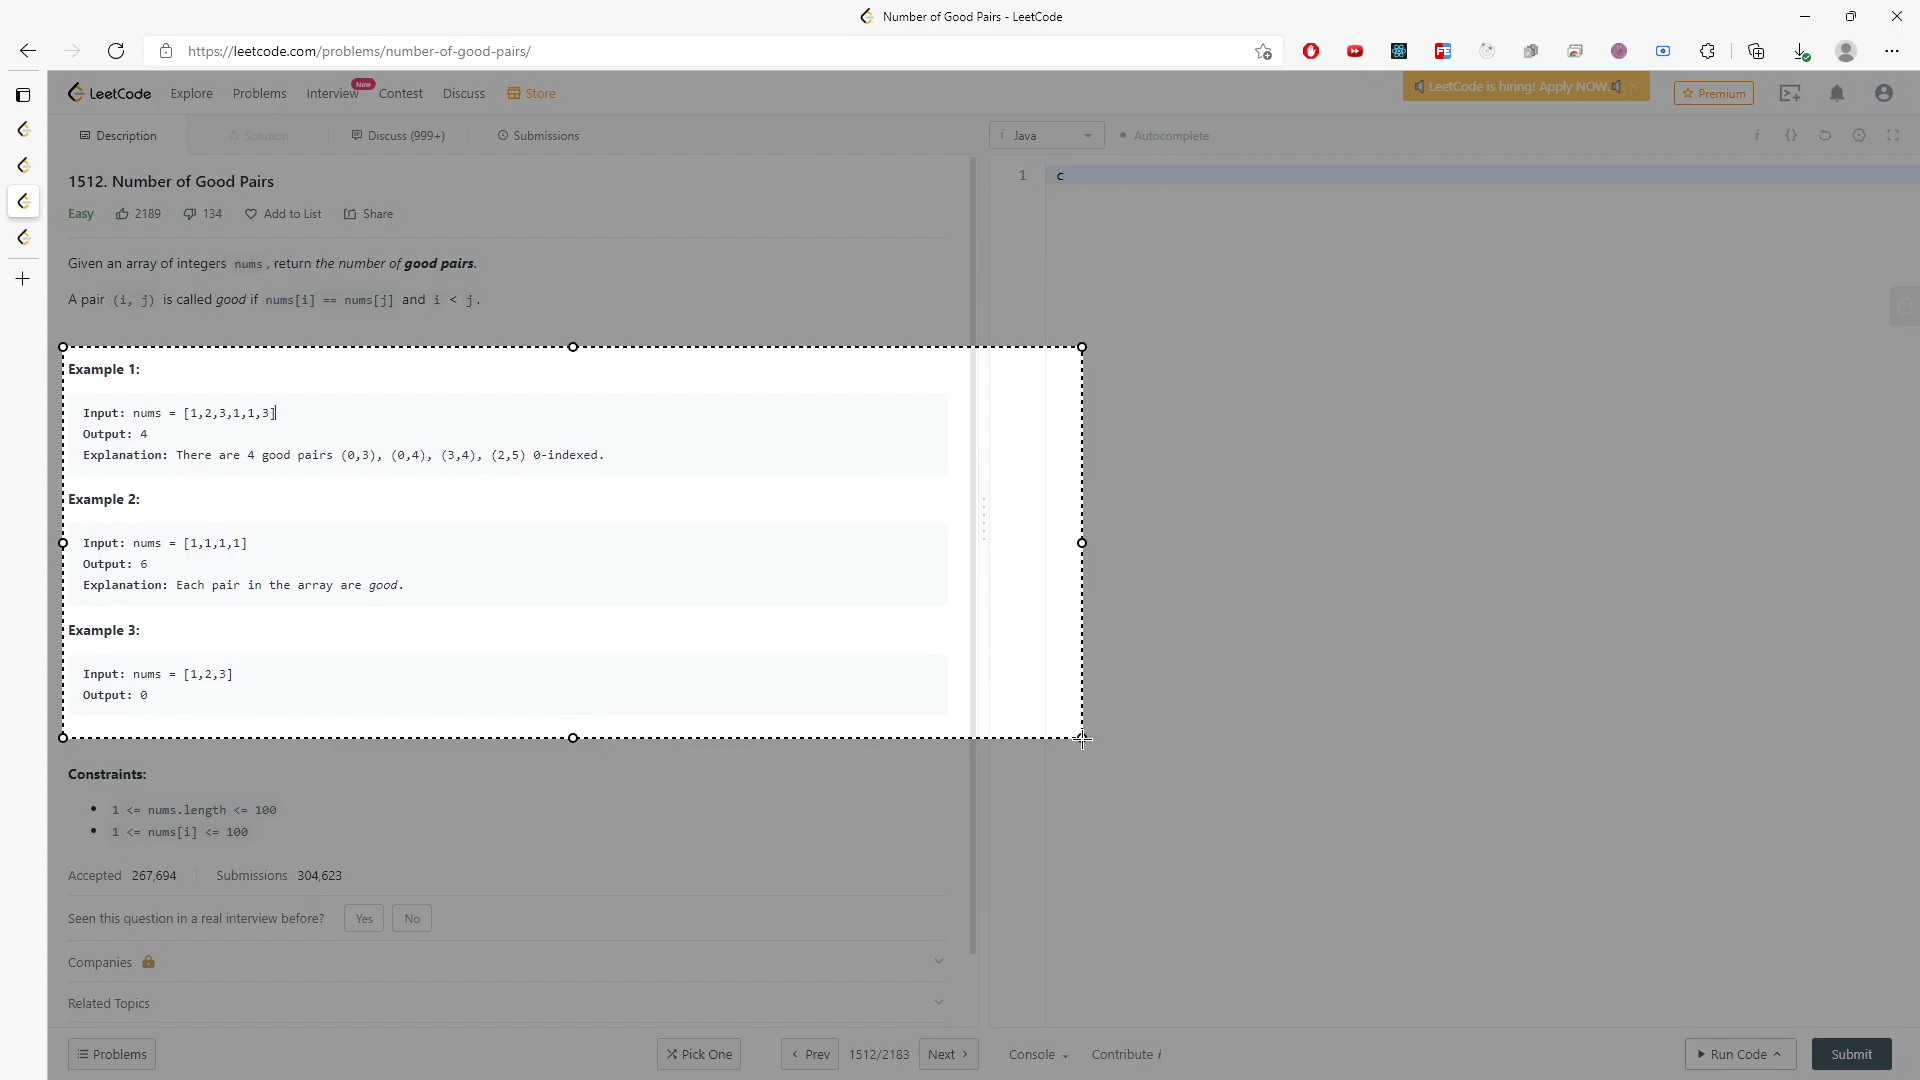 Number of Good Pairs - LeetCode
https://leetcode.com/problems/number-of-good-pairs/
LeetCode Explore Problems Interview New Contest Discuss Store LeetCode is hiring! Apply NOW. Premium
Description Solution Discuss (999+) Submissions i Java Autocomplete i {}
1512. Number of Good Pairs
1 c
Easy 2189 134 Add to List Share
Given an array of integers nums, return the number of good pairs.
A pair (i, j) is called good if nums[i] == nums[j] and i < j.
Example 1:
Input: nums = [1,2,3,1,1,3]
Output: 4
Explanation: There are 4 good pairs (0,3), (0,4), (3,4), (2,5) 0-indexed.
Example 2:
Input: nums = [1,1,1,1]
Output: 6
Explanation: Each pair in the array are good.
Example 3:
Input: nums = [1,2,3]
Output: 0
Constraints:
• 1 <= nums.length <= 100
• 1 <= nums[i] <= 100
Accepted 267,694 Submissions 304,623
Seen this question in a real interview before? Yes No
Companies
Related Topics
Problems Pick One Prev 1512/2183 Next Console Contribute i Run Code Submit